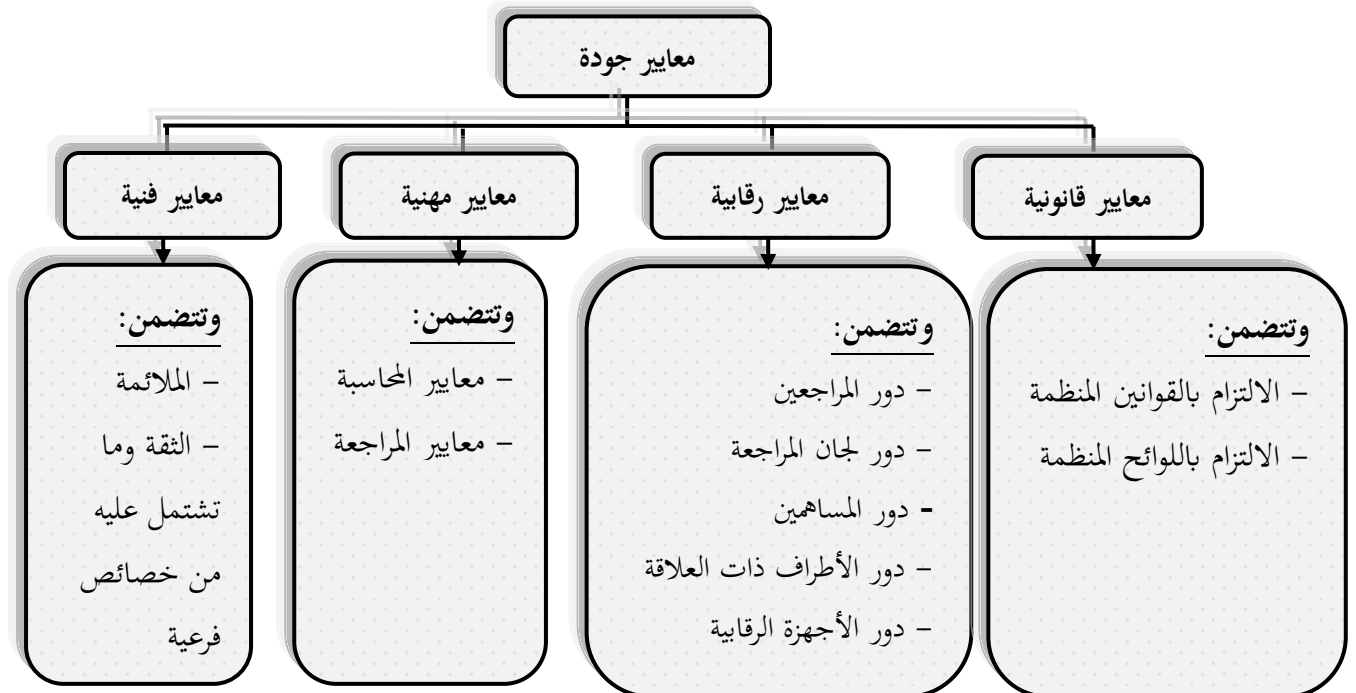 معايير جودة
معايير قانونية
معايير رقابية
معايير مهنية
معايير فنية
وتتضمن:
– الالتزام بالقوانين المنظمة
– الالتزام باللوائح المنظمة
وتتضمن:
– دور المراجعين
– دور لجان المراجعة
- دور المساهمين
– دور الأطراف ذات العلاقة
– دور الأجهزة الرقابية
وتتضمن:
– معايير المحاسبة
– معايير المراجعة
وتتضمن:
– الملائمة
– الثقة وما
تشتمل عليه
من خصائص
فرعية